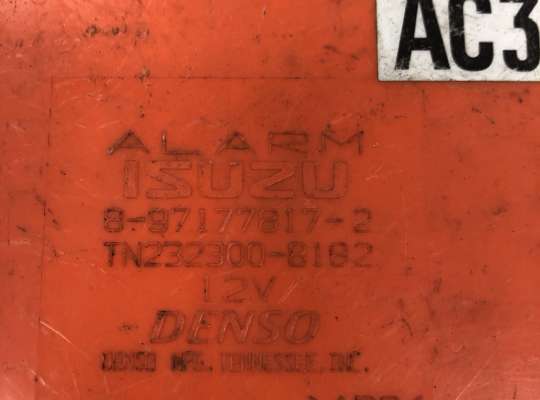 AC3
ALARM
ISUZU
8-97177817-2
TN232300-8182
12V
DENSO
DENSO MFG. TENNESSEE, INC.